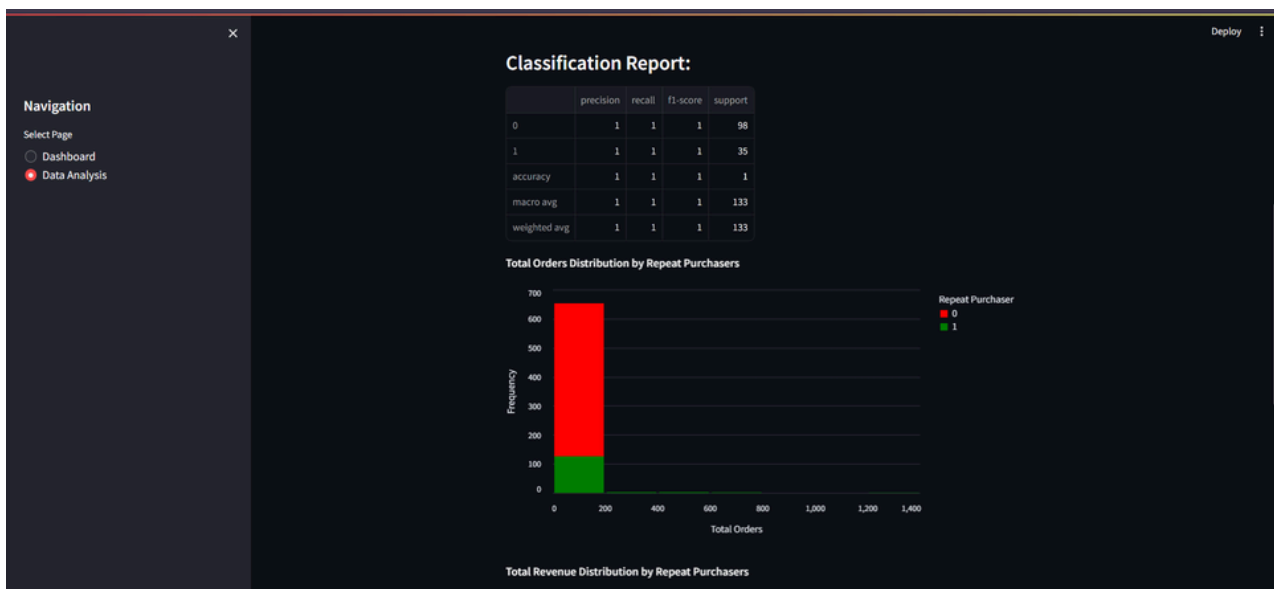 Deploy
Navigation
Select Page
Dashboard
Data Analysis
Classification Report:
precision recall f1-score support
0 1 1 1 98
1 1 1 1 35
accuracy 1 1 1 1
macro avg 1 1 1 133
weighted avg 1 1 1 133
Total Orders Distribution by Repeat Purchasers
700
600
500
400
300
200
100
0
Frequency
0 200 400 600 800 1,000 1,200 1,400
Total Orders
Repeat Purchaser
0
1
Total Revenue Distribution by Repeat Purchasers